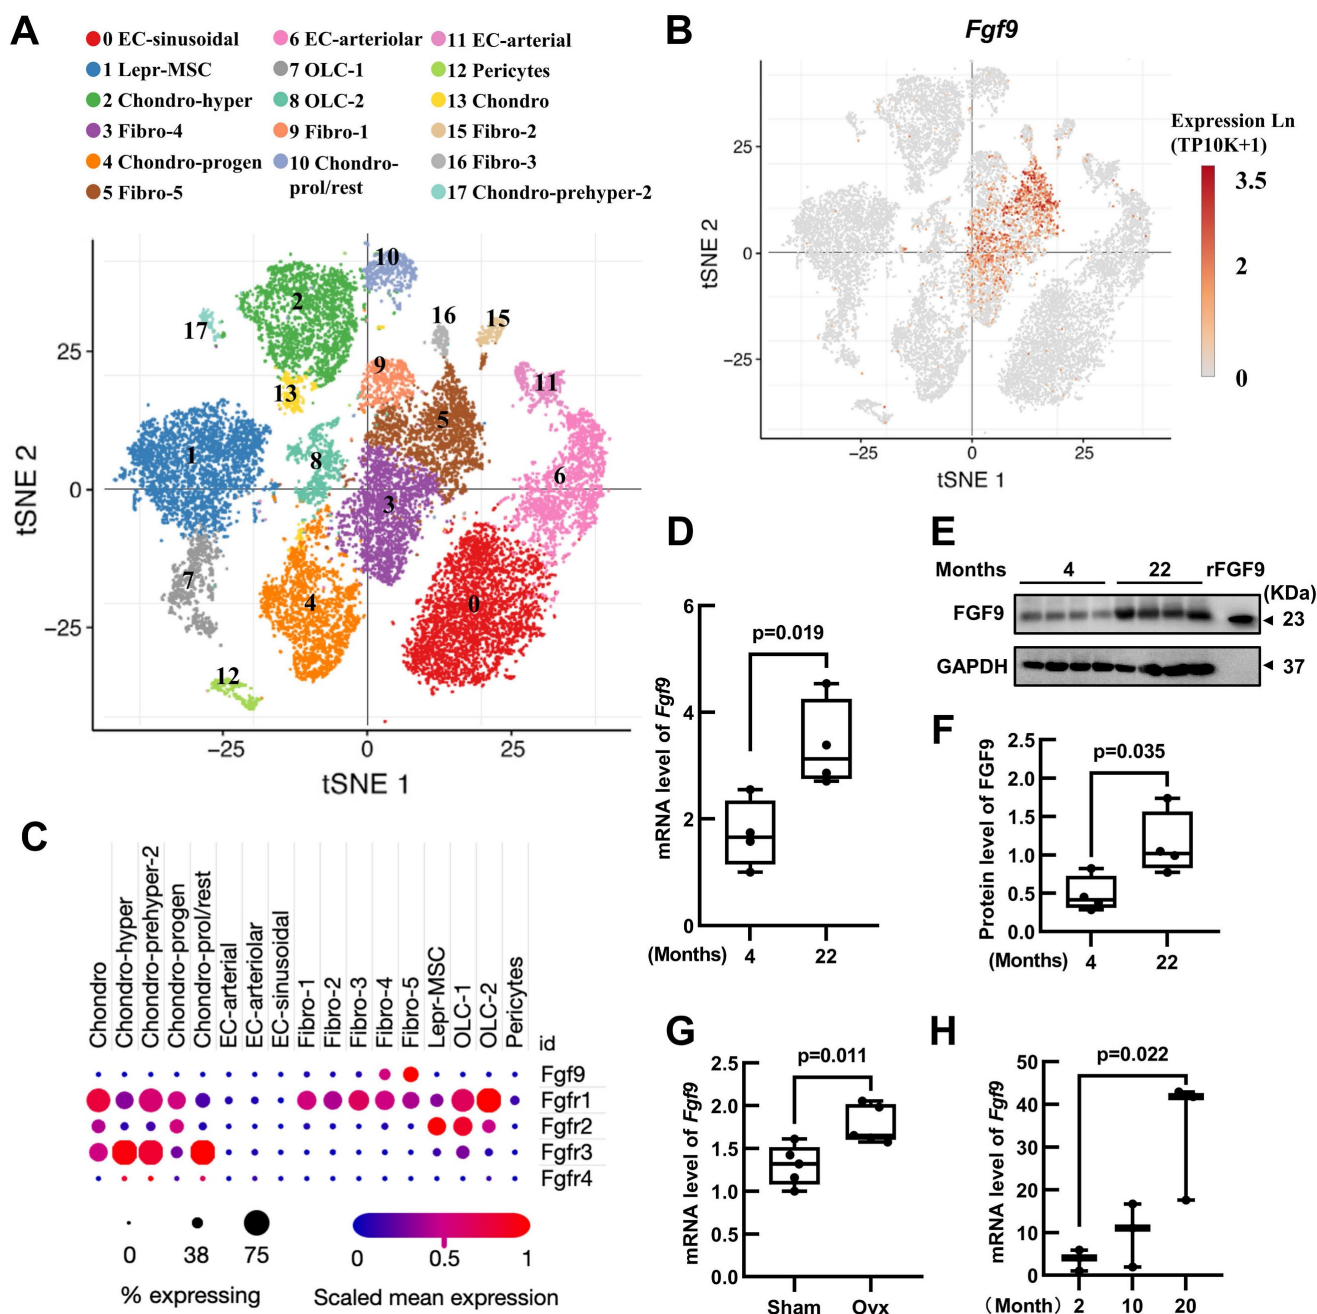 A
0 EC-sinusoidal
1 Lepr-MSC
2 Chondro-hyper
3 Fibro-4
4 Chondro-progen
5 Fibro-5
6 EC-arteriolar
7 OLC-1
8 OLC-2
9 Fibro-1
10 Chondro-
prol/rest
11 EC-arterial
12 Pericytes
13 Chondro
15 Fibro-2
16 Fibro-3
17 Chondro-prehyper-2
tSNE 2
25
0
−25
10
2
17
16
15
9
13
11
5
1
8
6
3
7
4
0
12
−25
0
25
tSNE 1
B
Fgf9
tSNE 2
25
0
−25
−25
0
25
tSNE 1
Expression Ln
(TP10K+1)
3.5
2
0
C
Chondro
Chondro-hyper
Chondro-prehyper-2
Chondro-progen
Chondro-prol/rest
EC-arterial
EC-arteriolar
EC-sinusoidal
Fibro-1
Fibro-2
Fibro-3
Fibro-4
Fibro-5
Lepr-MSC
OLC-1
OLC-2
Pericytes
id
Fgf9
Fgfr1
Fgfr2
Fgfr3
Fgfr4
0 38 75
% expressing
0 0.5 1
Scaled mean expression
D
mRNA level of Fgf9
6
4
2
0
p=0.019
(Months) 4 22
E
Months 4 22 rFGF9
(KDa)
FGF9 23
GAPDH 37
F
Protein level of FGF9
2.5
2.0
1.5
1.0
0.5
0.0
p=0.035
(Months) 4 22
G
mRNA level of Fgf9
2.5
2.0
1.5
1.0
0.5
0.0
p=0.011
Sham Ovx
H
mRNA level of Fgf9
50
40
30
20
10
0
p=0.022
(Month) 2 10 20